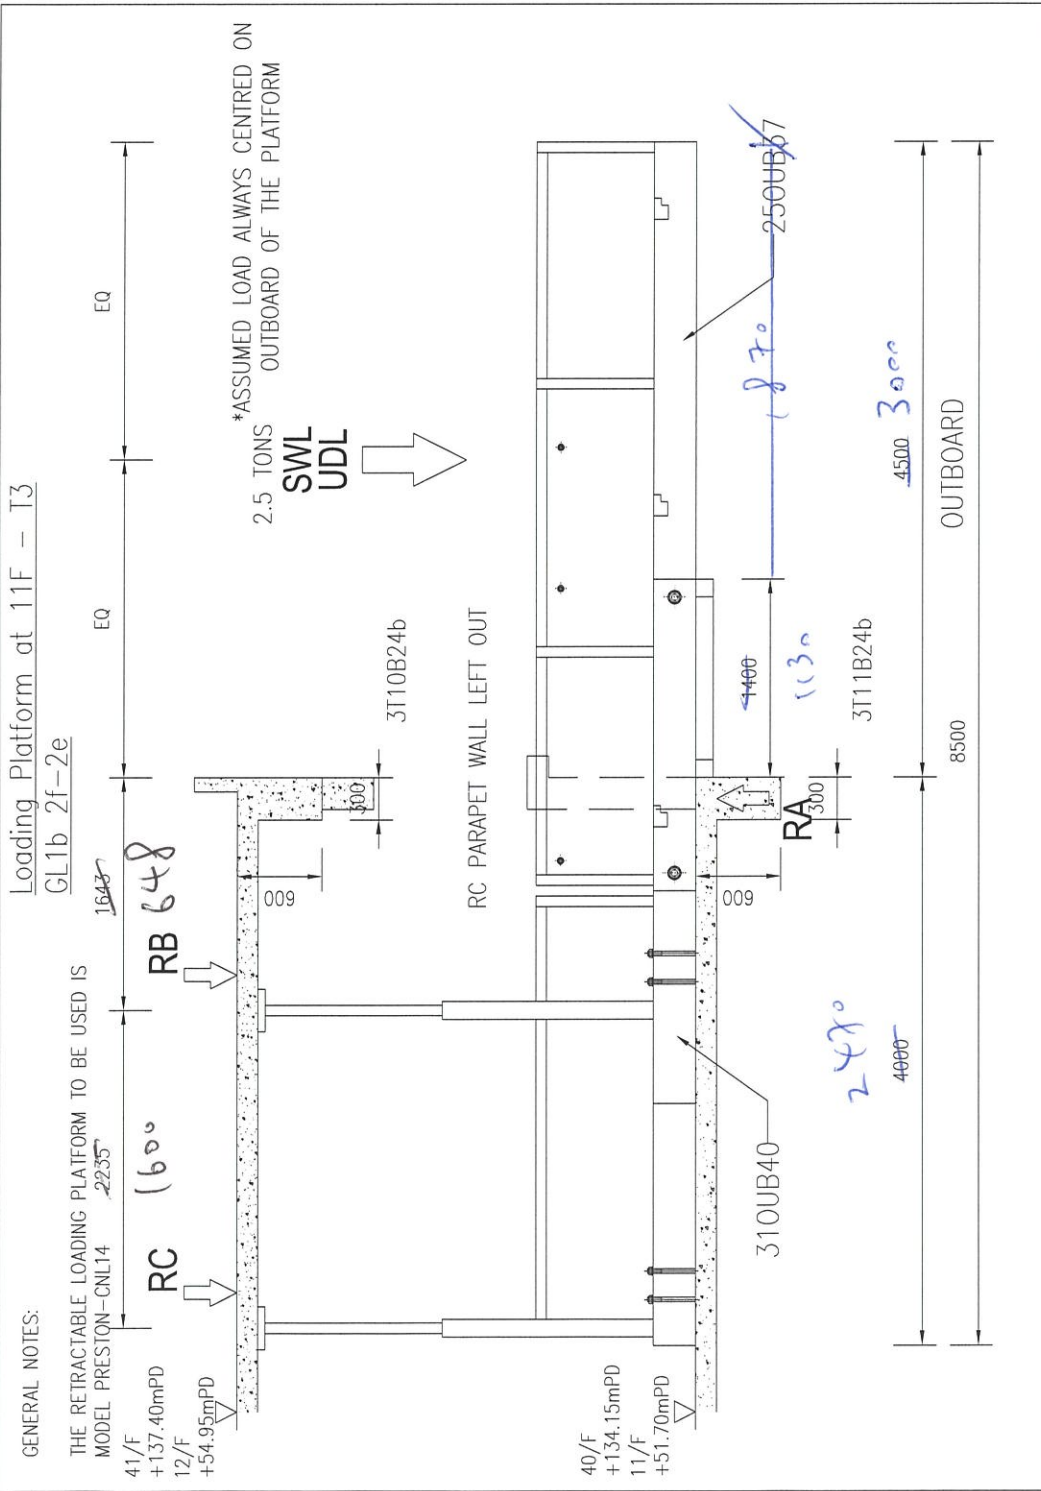 Loading Platform at 11F - T3
GL1b 2f-2e
GENERAL NOTES:
THE RETRACTABLE LOADING PLATFORM TO BE USED IS
MODEL PRESTON-CNL14
2235
1600
1643
648
EQ
EQ
41/F
+137.40mPD
12/F
+54.95mPD
RC
RB
2.5 TONS
SWL
UDL
*ASSUMED LOAD ALWAYS CENTRED ON
OUTBOARD OF THE PLATFORM
600
300
3T10B24b
RC PARAPET WALL LEFT OUT
40/F
+134.15mPD
11/F
+51.70mPD
310UB40
600
RA
300
3T11B24b
1400
1130
1870
250UB37
2470
4000
4500
3000
OUTBOARD
8500